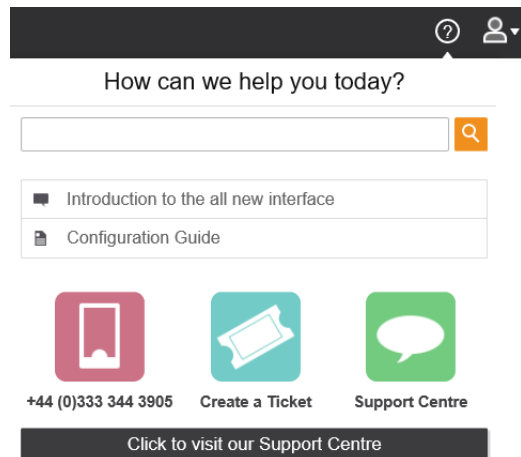 ?
How can we help you today?
Introduction to the all new interface
Configuration Guide
+44 (0)333 344 3905 Create a Ticket Support Centre
Click to visit our Support Centre